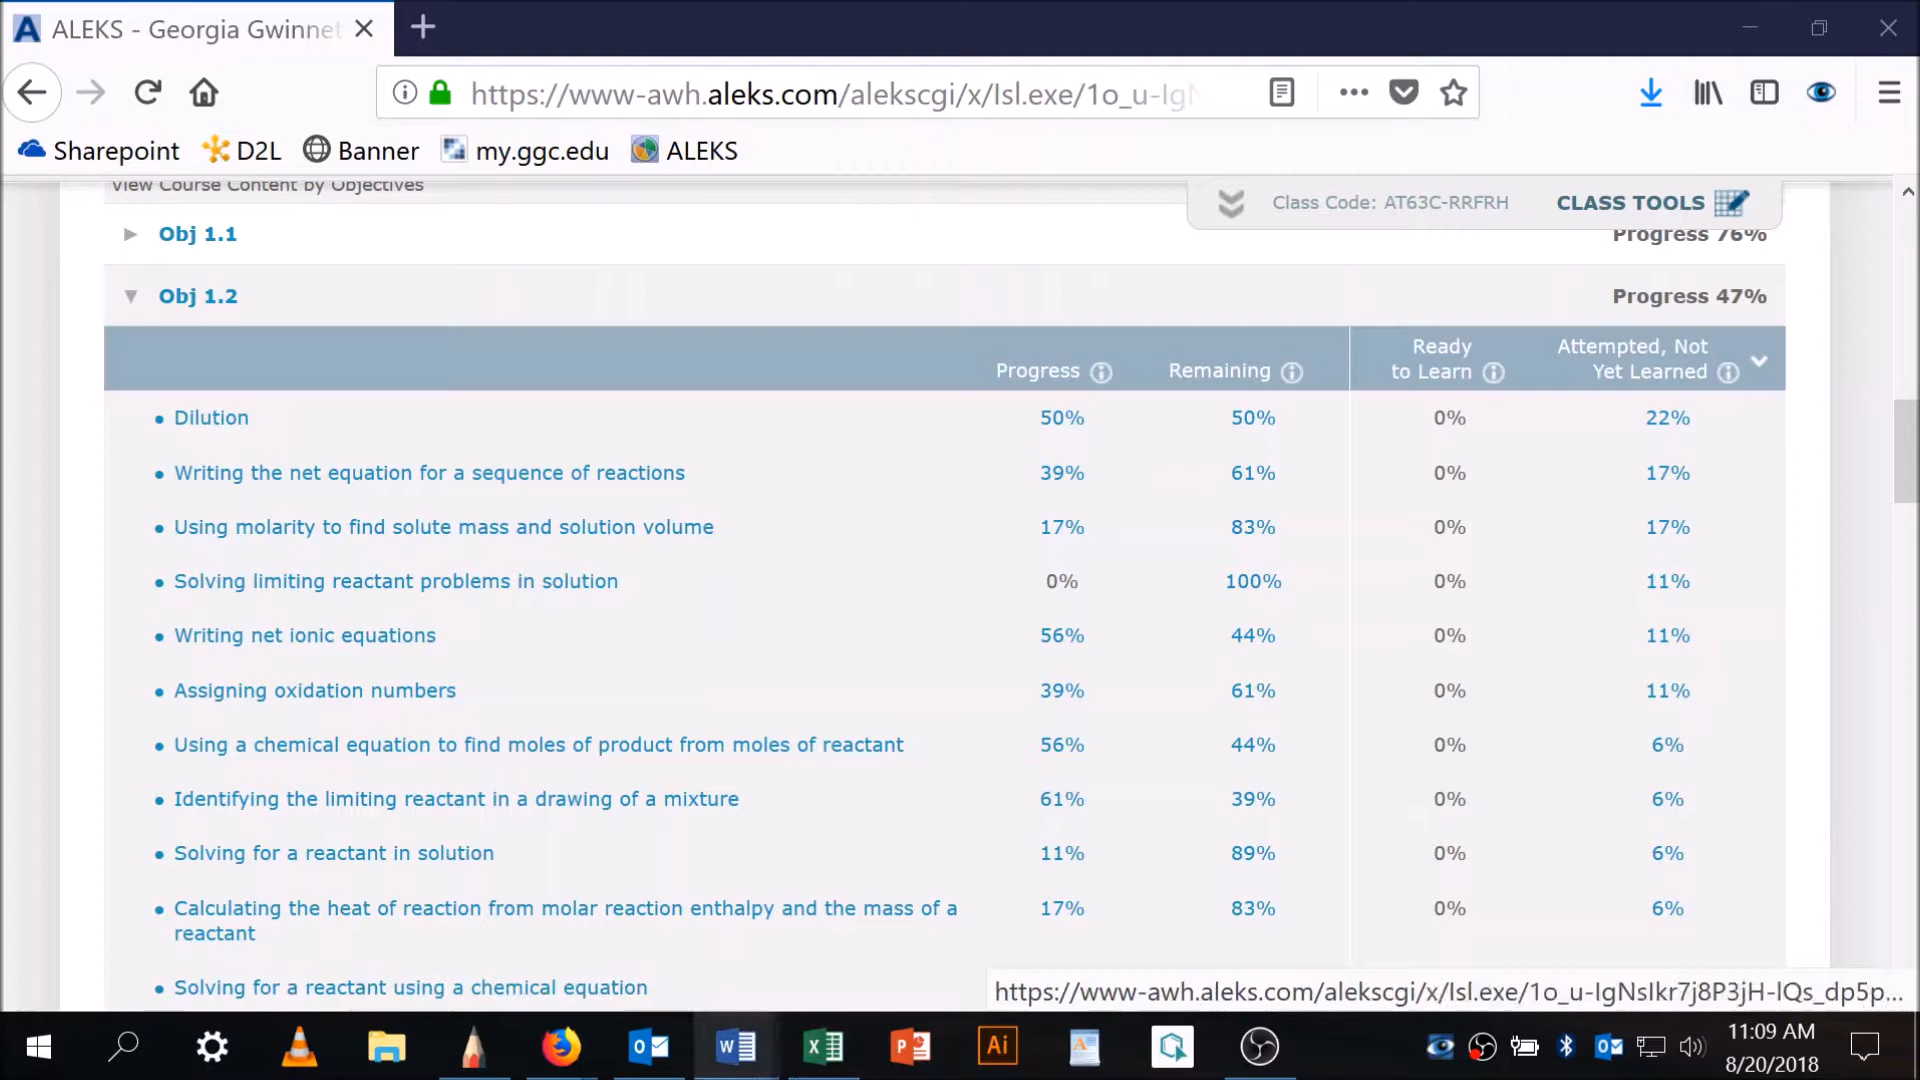 ALEKS - Georgia Gwinnet
https://www-awh.aleks.com/alekscgi/x/Isl.exe/1o_u-IgN
Sharepoint D2L Banner my.ggc.edu ALEKS
View Course Content by Objectives
Class Code: AT63C-RRFRH CLASS TOOLS
Obj 1.1 Progress 76%
Obj 1.2 Progress 47%
Progress Remaining Ready to Learn Attempted, Not Yet Learned
Dilution 50% 50% 0% 22%
Writing the net equation for a sequence of reactions 39% 61% 0% 17%
Using molarity to find solute mass and solution volume 17% 83% 0% 17%
Solving limiting reactant problems in solution 0% 100% 0% 11%
Writing net ionic equations 56% 44% 0% 11%
Assigning oxidation numbers 39% 61% 0% 11%
Using a chemical equation to find moles of product from moles of reactant 56% 44% 0% 6%
Identifying the limiting reactant in a drawing of a mixture 61% 39% 0% 6%
Solving for a reactant in solution 11% 89% 0% 6%
Calculating the heat of reaction from molar reaction enthalpy and the mass of a 17% 83% 0% 6%
reactant
Solving for a reactant using a chemical equation
https://www-awh.aleks.com/alekscgi/x/Isl.exe/1o_u-IgNsIkr7j8P3jH-lQs_dp5p...
Ai
11:09 AM
8/20/2018